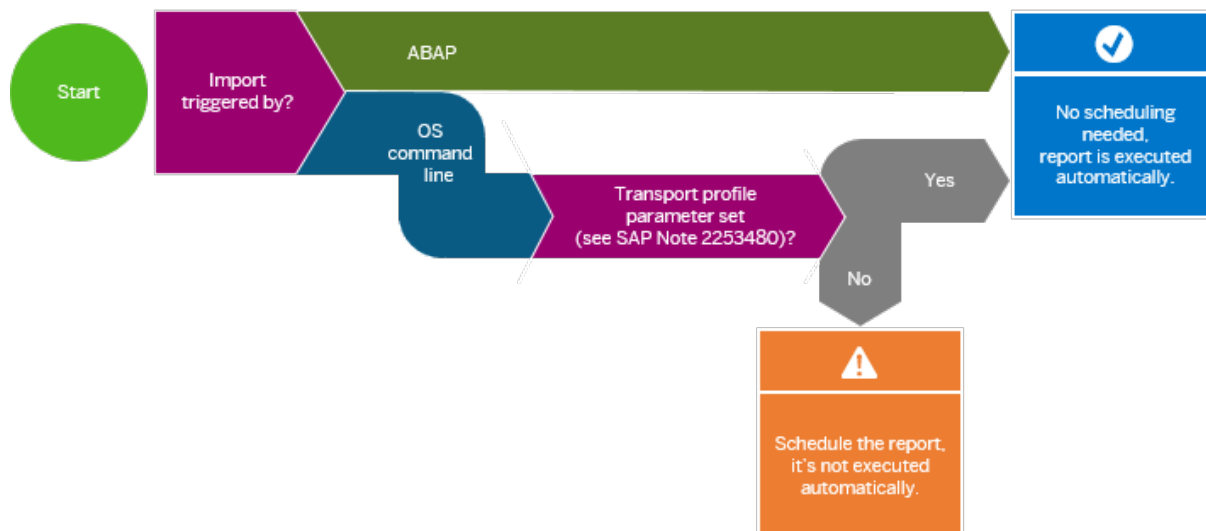 Start
Import
triggered by?
ABAP
OS
command
line
Transport profile
parameter set
(see SAP Note 2253480)?
Yes
No
No scheduling
needed,
report is executed
automatically.
Schedule the report,
it's not executed
automatically.